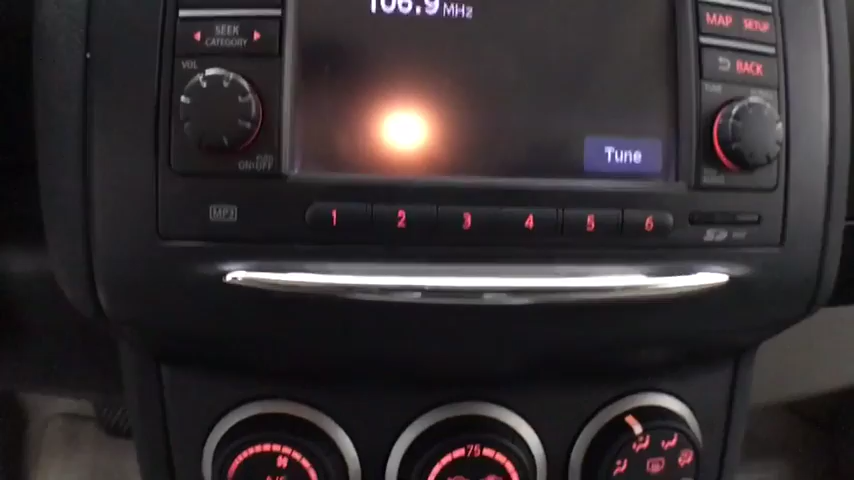 106.9 MHz
SEEK
CATEGORY
MAP SETUP
BACK
VOL
TUNE
ON·OFF
Tune
MP3
1 2 3 4 5 6
SD
75